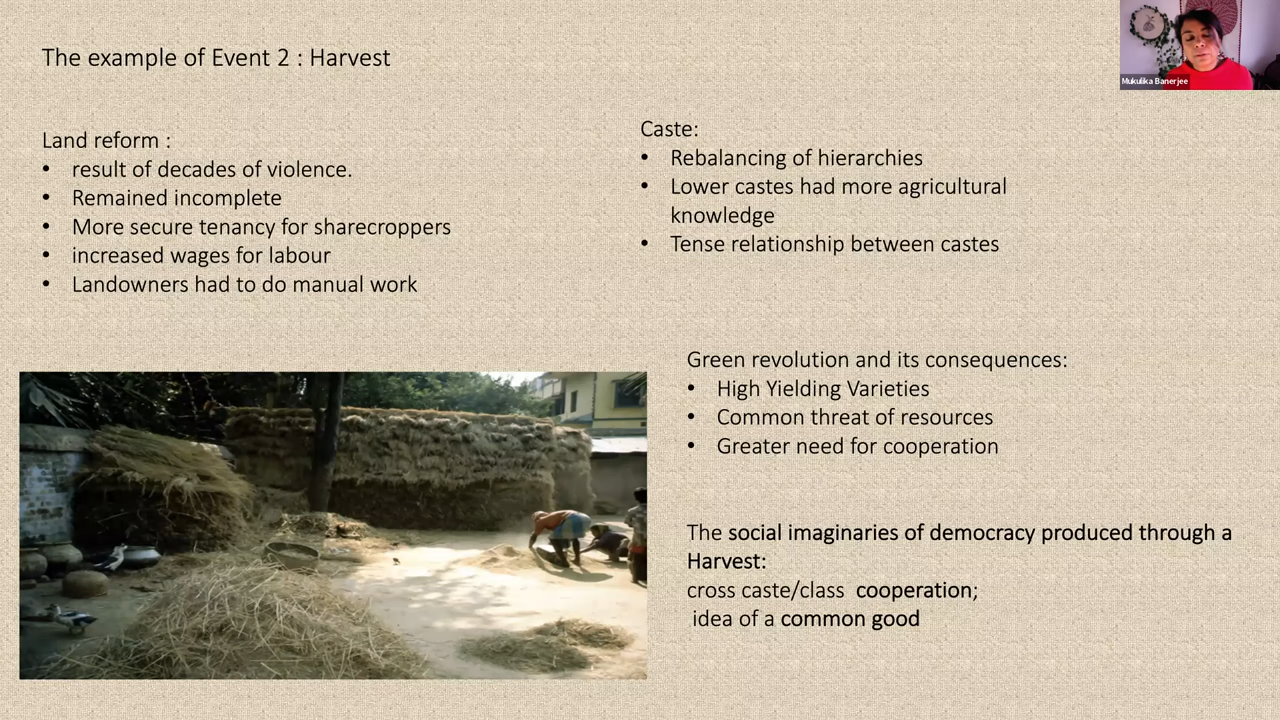 The example of Event 2 : Harvest
Mukulika Banerjee
Land reform :
• result of decades of violence.
• Remained incomplete
• More secure tenancy for sharecroppers
• increased wages for labour
• Landowners had to do manual work
Caste:
• Rebalancing of hierarchies
• Lower castes had more agricultural
knowledge
• Tense relationship between castes
Green revolution and its consequences:
• High Yielding Varieties
• Common threat of resources
• Greater need for cooperation
The social imaginaries of democracy produced through a
Harvest:
cross caste/class cooperation;
idea of a common good